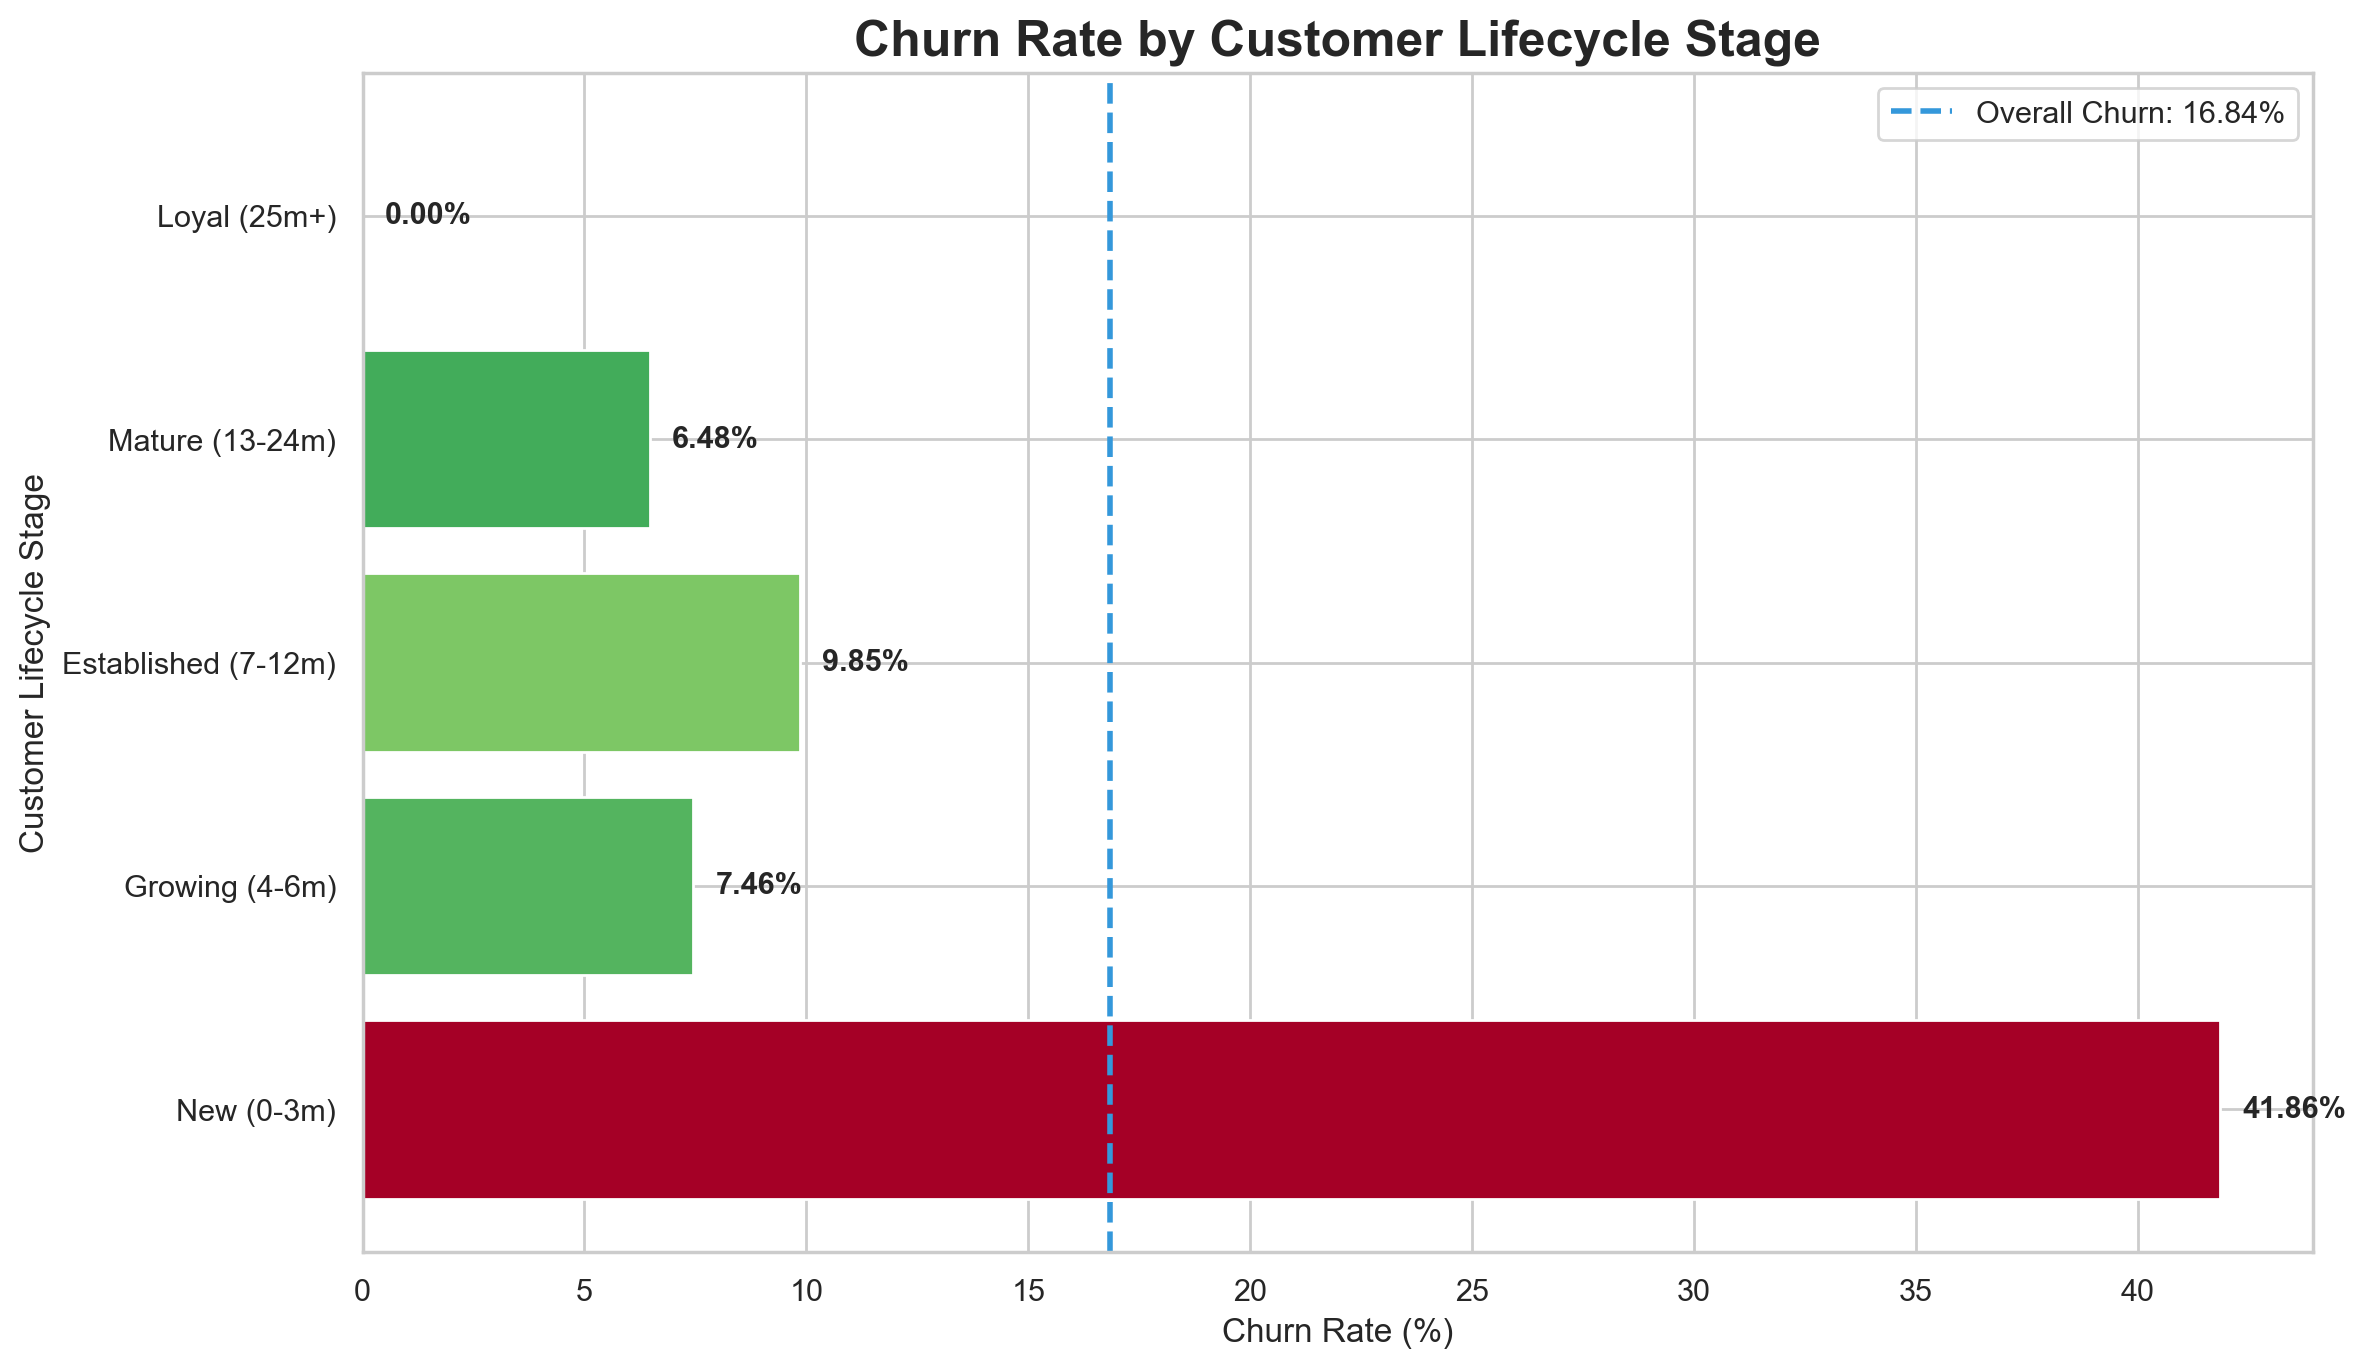 Churn Rate by Customer Lifecycle Stage
Overall Churn: 16.84%
Customer Lifecycle Stage
Loyal (25m+)
0.00%
Mature (13-24m)
6.48%
Established (7-12m)
9.85%
Growing (4-6m)
7.46%
New (0-3m)
41.86%
0 5 10 15 20 25 30 35 40
Churn Rate (%)